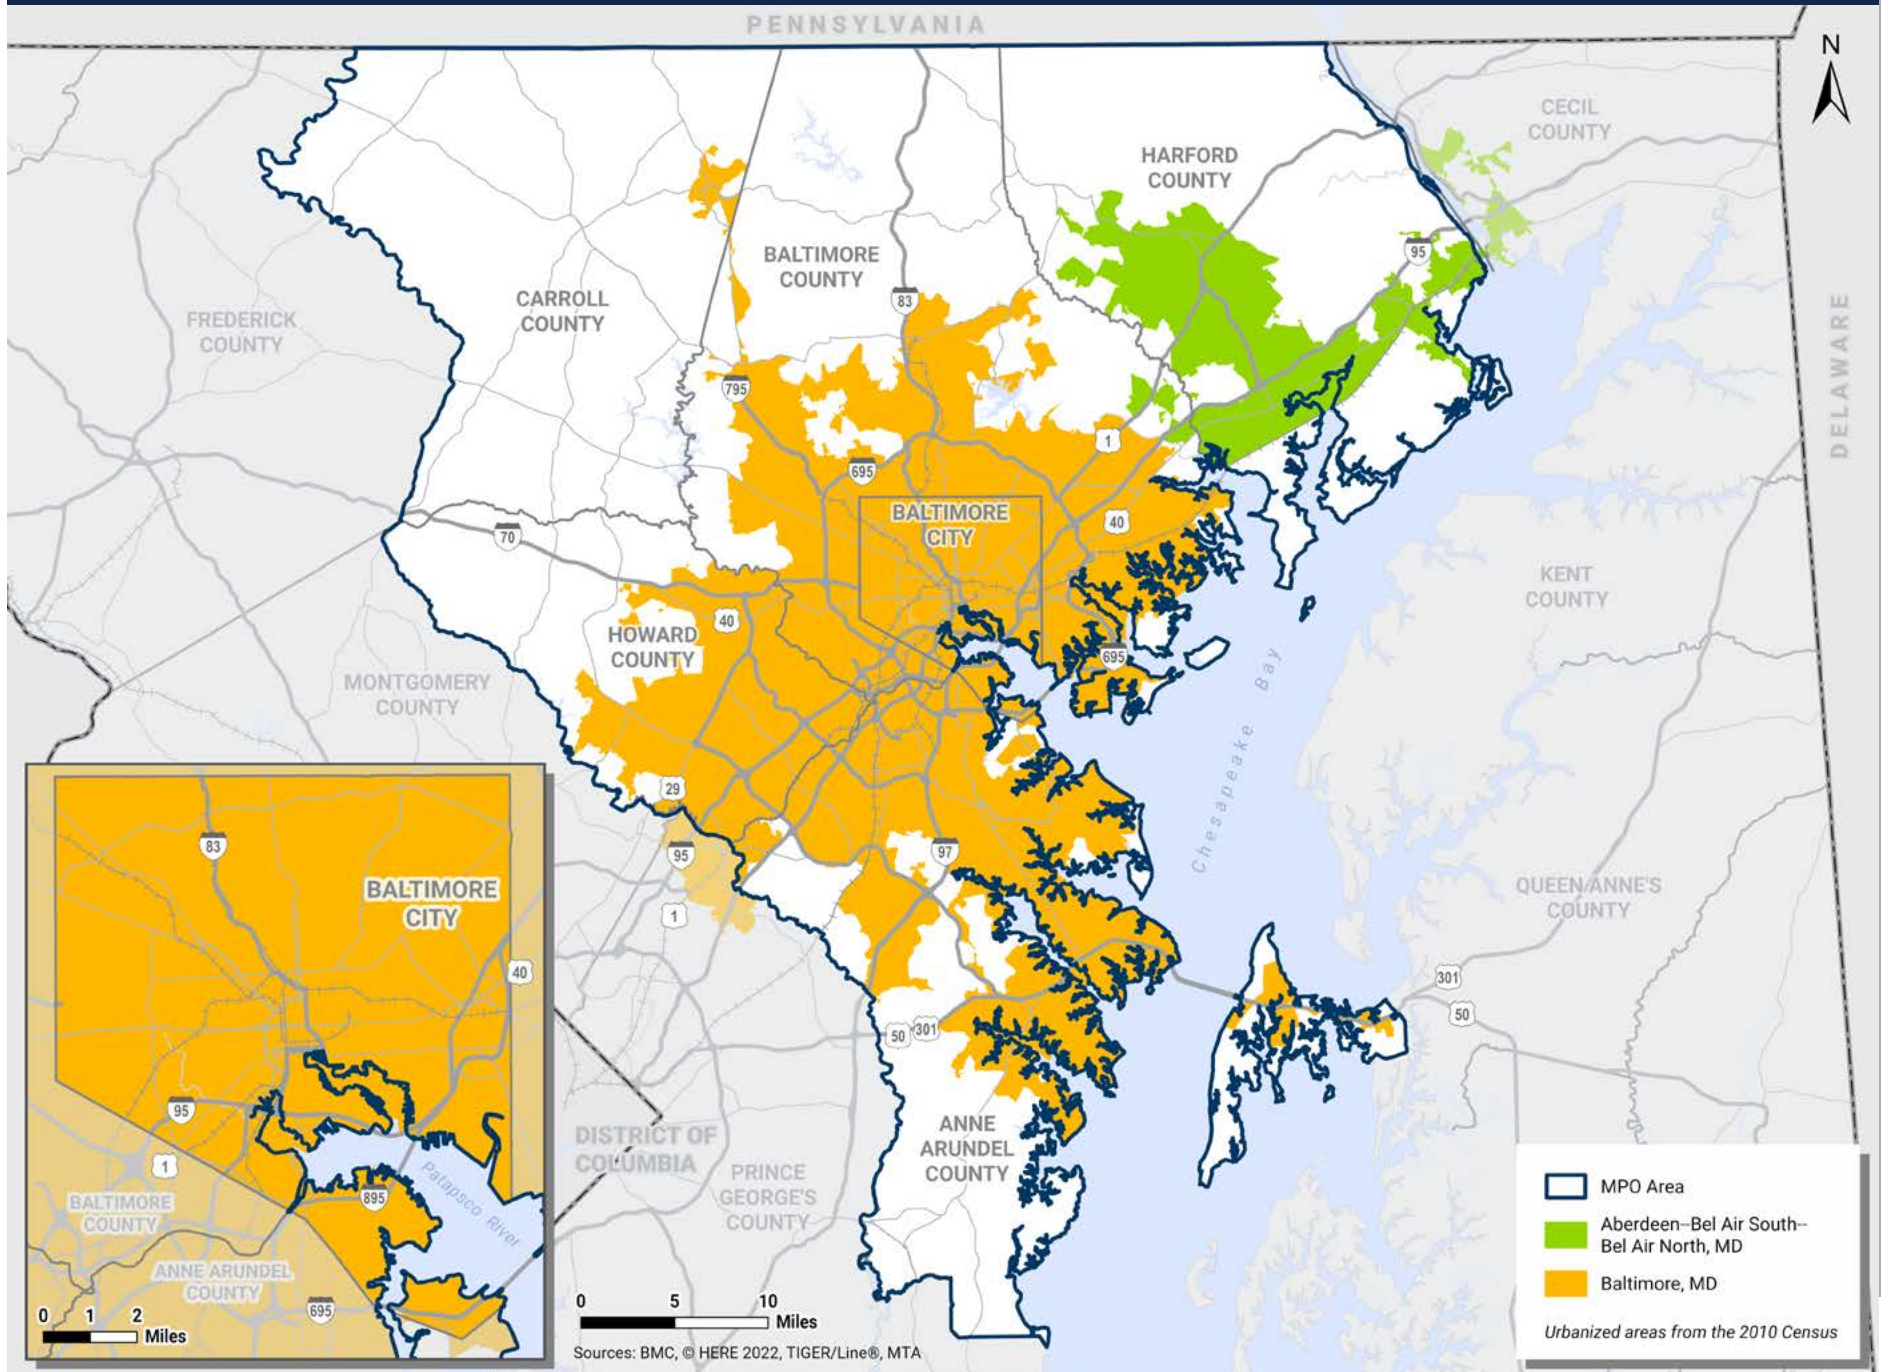 PENNSYLVANIA
N
CECIL
COUNTY
HARFORD
COUNTY
95
BALTIMORE
COUNTY
83
CARROLL
COUNTY
FREDERICK
COUNTY
DELAWARE
795
1
695
BALTIMORE
CITY
40
70
KENT
COUNTY
40
HOWARD
COUNTY
695
MONTGOMERY
COUNTY
Chesapeake Bay
29
95
97
1
QUEEN ANNE'S
COUNTY
301
50
50
301
ANNE
ARUNDEL
COUNTY
DISTRICT OF
COLUMBIA
PRINCE
GEORGE'S
COUNTY
83
BALTIMORE
CITY
40
95
1
895
Patapsco River
BALTIMORE
COUNTY
ANNE ARUNDEL
COUNTY
695
0 1 2
Miles
0 5 10
Miles
Sources: BMC, © HERE 2022, TIGER/Line®, MTA
MPO Area
Aberdeen--Bel Air South--
Bel Air North, MD
Baltimore, MD
Urbanized areas from the 2010 Census